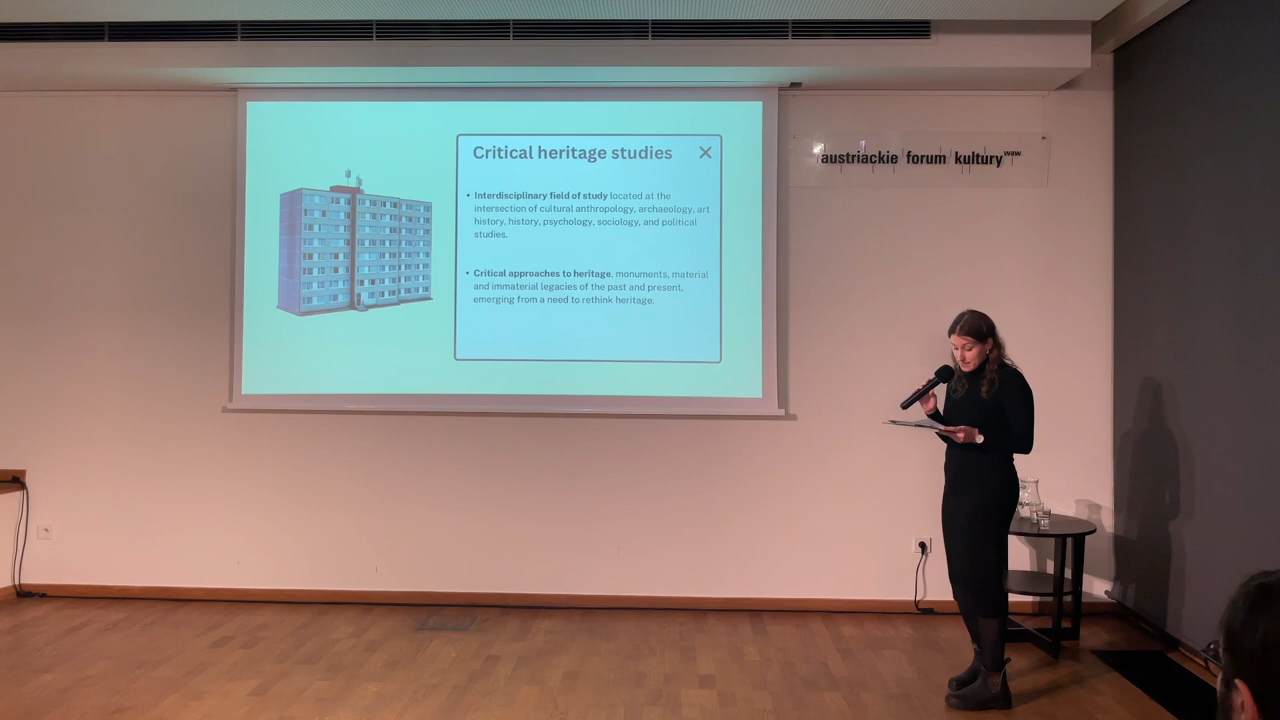 Critical heritage studies
• Interdisciplinary field of study located at the
intersection of cultural anthropology, archaeology, art
history, history, psychology, sociology, and political
studies.
• Critical approaches to heritage, monuments, material
and immaterial legacies of the past and present,
emerging from a need to rethink heritage.
austriackie forum kultury waw